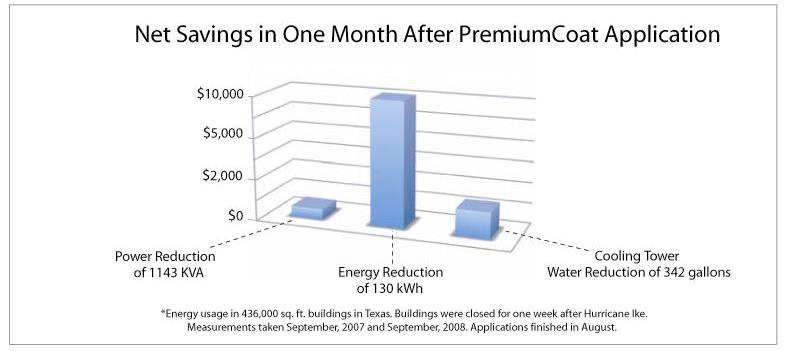 Net Savings in One Month After PremiumCoat Application
$10,000
$5,000
$2,000
$0
Power Reduction
of 1143 KVA
Energy Reduction
of 130 kWh
Cooling Tower
Water Reduction of 342 gallons
*Energy usage in 436,000 sq. ft. buildings in Texas. Buildings were closed for one week after Hurricane Ike.
Measurements taken September, 2007 and September, 2008. Applications finished in August.